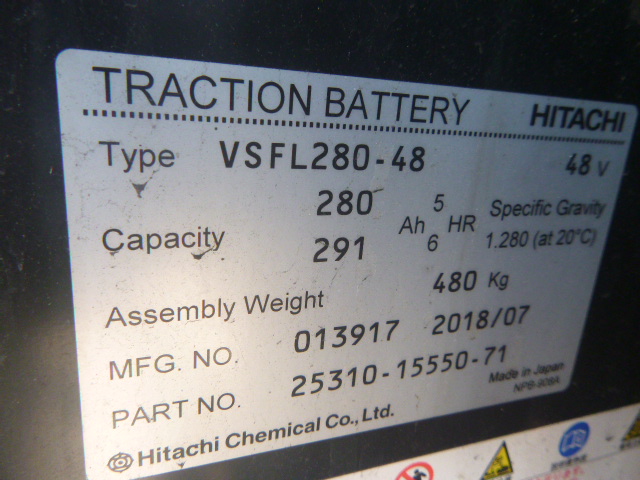 TRACTION BATTERY HITACHI
Type VSFL280-48 48 V
Capacity 280 Ah 5 HR Specific Gravity
291 6 1.280 (at 20°C)
Assembly Weight 480 Kg
MFG. NO. 013917 2018/07
PART NO. 25310-15550-71 Made in Japan
Hitachi Chemical Co., Ltd. NPB-908A